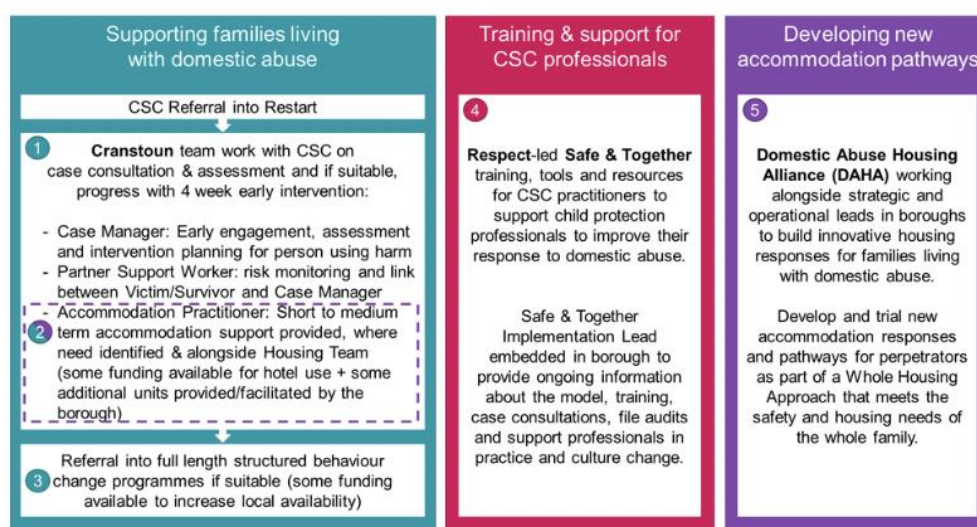 Supporting families living
with domestic abuse
CSC Referral into Restart
1
Cranstoun team work with CSC on
case consultation & assessment and if suitable,
progress with 4 week early intervention:
- Case Manager: Early engagement, assessment
and intervention planning for person using harm
- Partner Support Worker: risk monitoring and link
between Victim/Survivor and Case Manager
- Accommodation Practitioner: Short to medium
2 term accommodation support provided, where
need identified & alongside Housing Team
(some funding available for hotel use + some
additional units provided/facilitated by the
borough)
Referral into full length structured behaviour
3 change programmes if suitable (some funding
available to increase local availability)
Training & support for
CSC professionals
4
Respect-led Safe & Together
training, tools and resources
for CSC practitioners to
support child protection
professionals to improve their
response to domestic abuse.
Safe & Together
Implementation Lead
embedded in borough to
provide ongoing information
about the model, training,
case consultations, file audits
and support professionals in
practice and culture change.
Developing new
accommodation pathways
5
Domestic Abuse Housing
Alliance (DAHA) working
alongside strategic and
operational leads in boroughs
to build innovative housing
responses for families living
with domestic abuse.
Develop and trial new
accommodation responses
and pathways for perpetrators
as part of a Whole Housing
Approach that meets the
safety and housing needs of
the whole family.